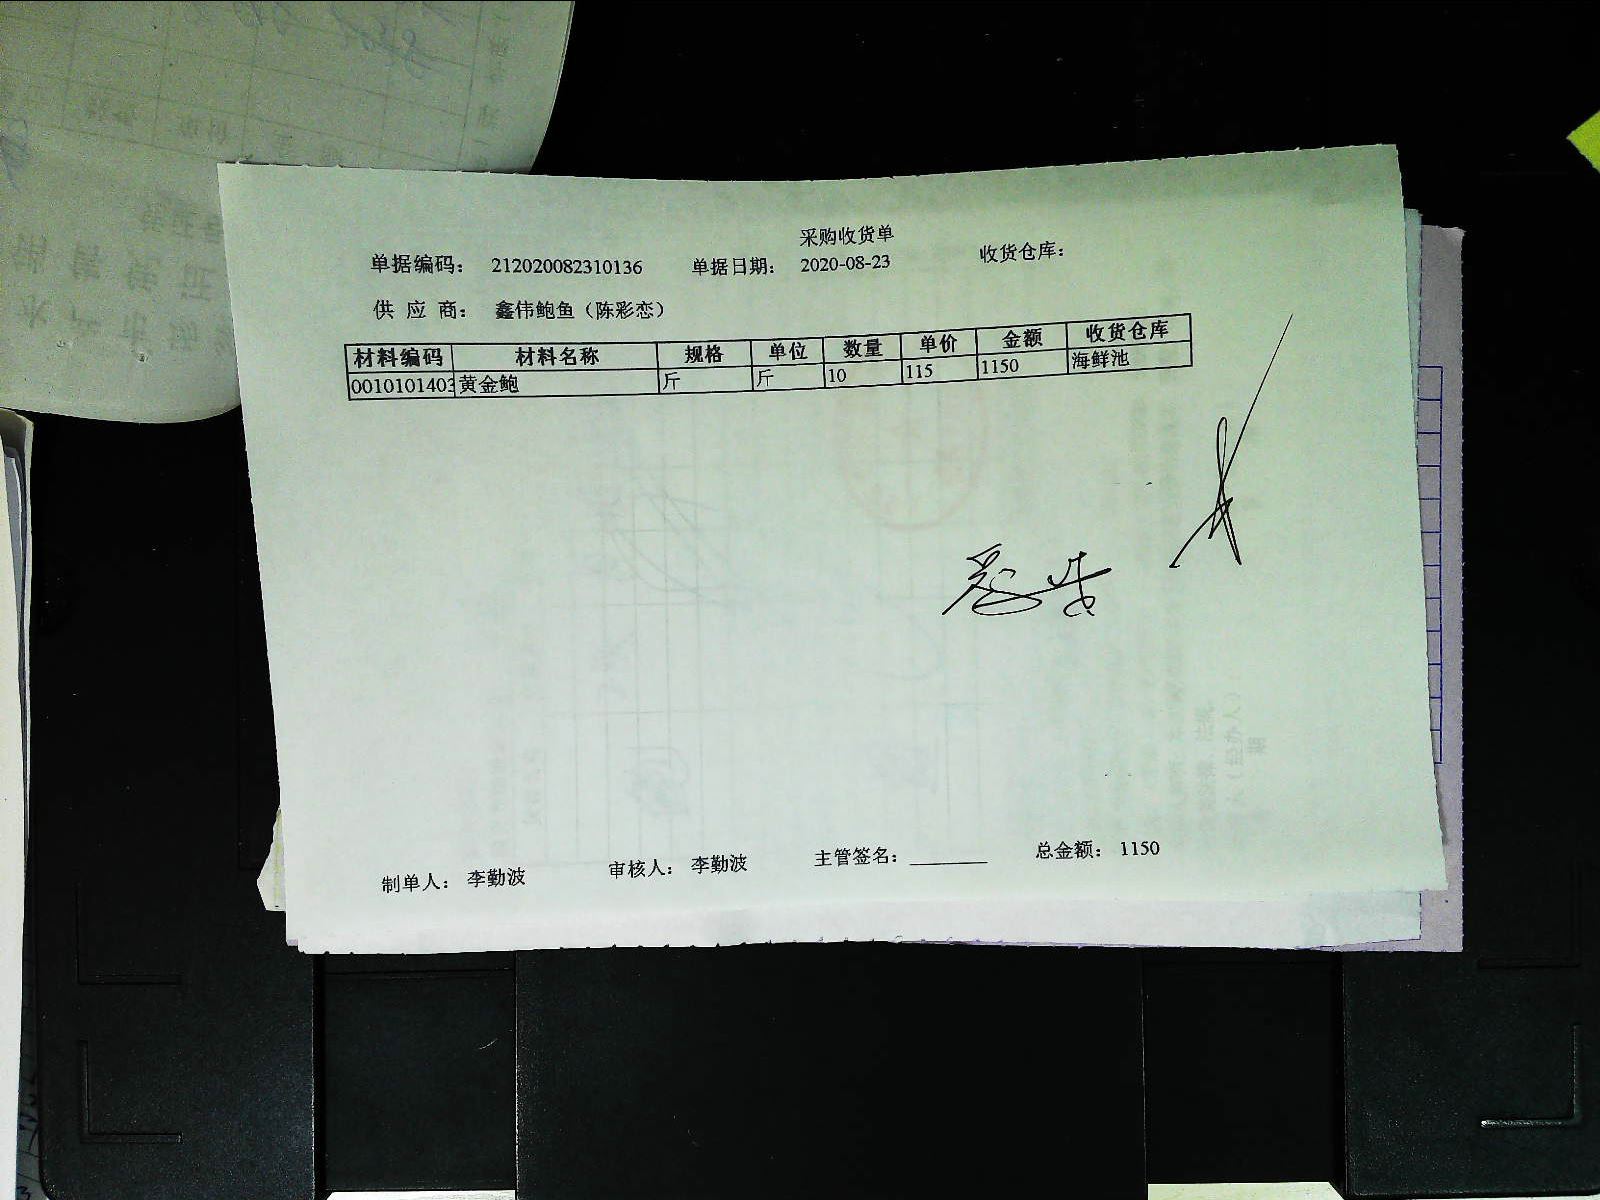 采购收货单
单据编码： 212020082310136 单据日期： 2020-08-23 收货仓库：
供 应 商： 鑫伟鲍鱼（陈彩恋）
材料编码 材料名称 规格 单位 数量 单价 金额 收货仓库
0010101403 黄金鲍 斤 斤 10 115 1150 海鲜池
制单人： 李勤波 审核人： 李勤波 主管签名： 总金额： 1150